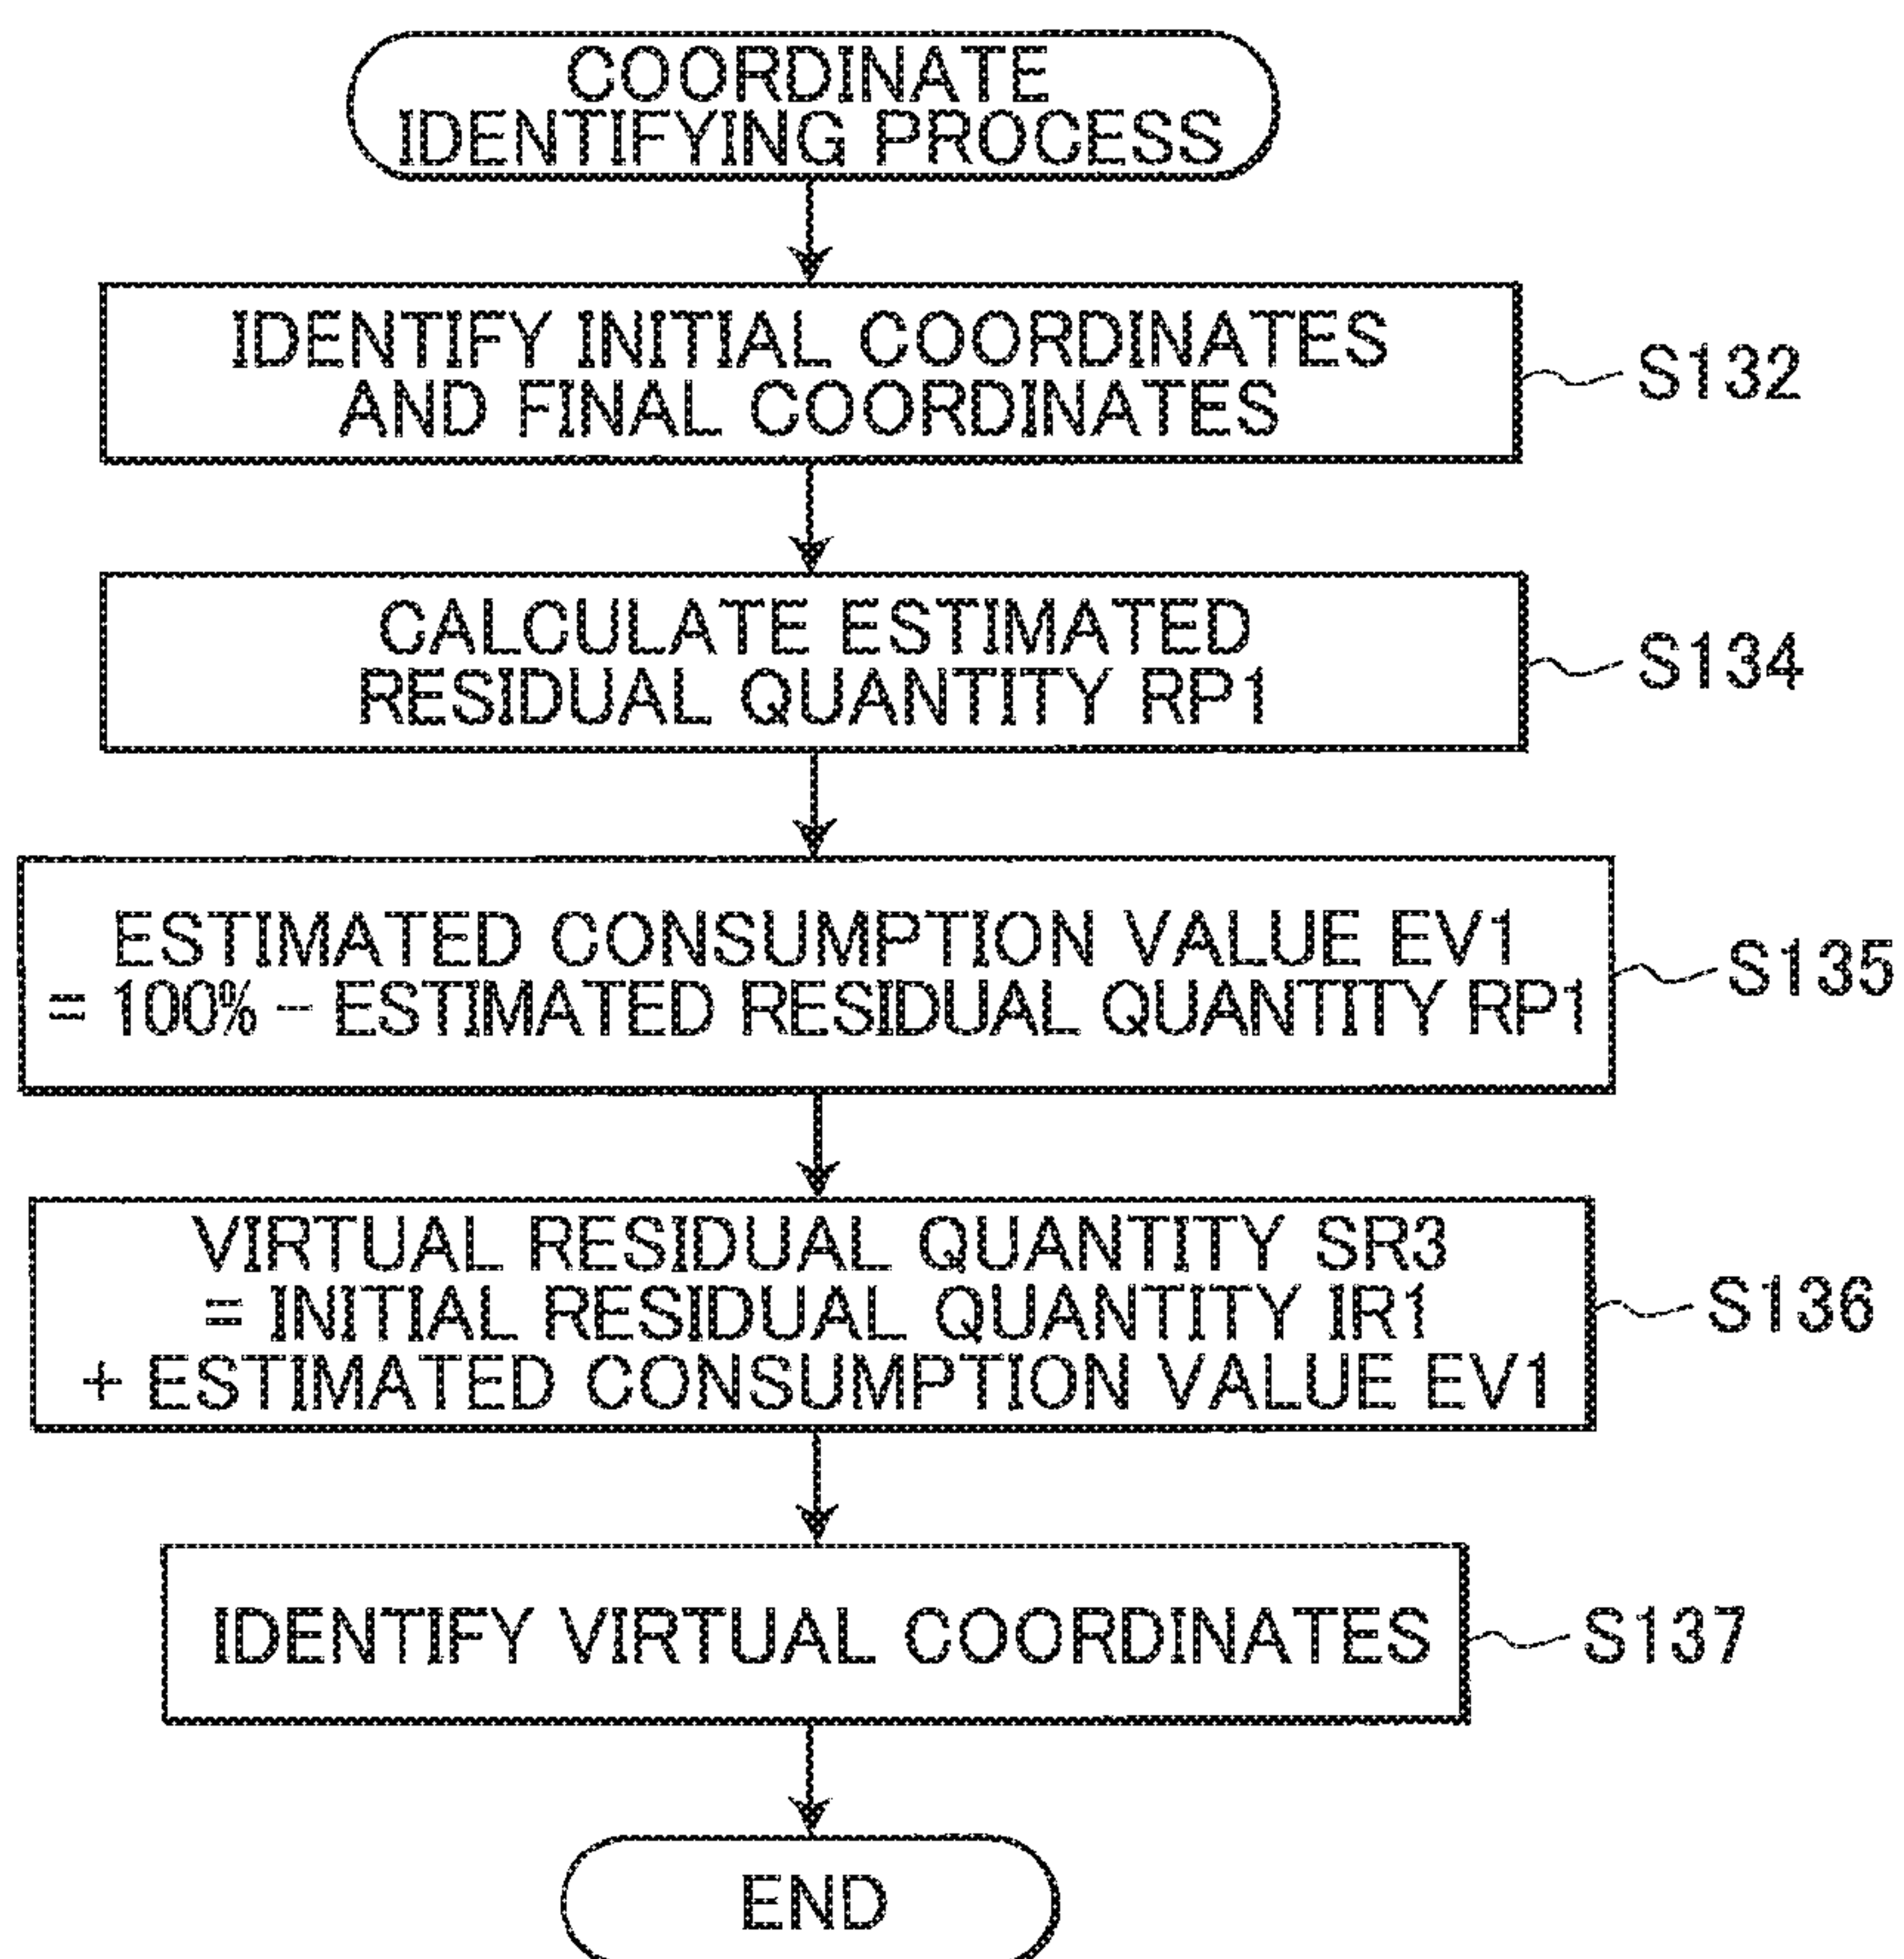 COORDINATE
IDENTIFYING PROCESS
IDENTIFY INITIAL COORDINATES
AND FINAL COORDINATES
S132
CALCULATE ESTIMATED
RESIDUAL QUANTITY RP1
S134
ESTIMATED CONSUMPTION VALUE EV1
= 100% - ESTIMATED RESIDUAL QUANTITY RP1
S135
VIRTUAL RESIDUAL QUANTITY SR3
= INITIAL RESIDUAL QUANTITY IR1
+ ESTIMATED CONSUMPTION VALUE EV1
S136
IDENTIFY VIRTUAL COORDINATES
S137
END